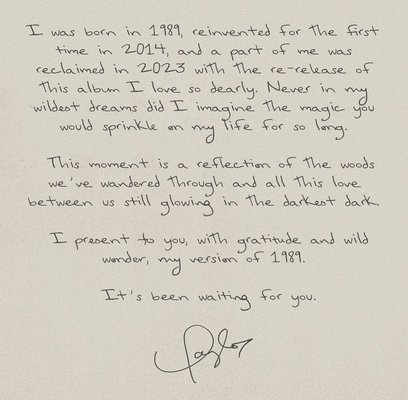 I was born in 1989, reinvented for the first
time in 2014, and a part of me was
reclaimed in 2023 with the re-release of
this album I love so dearly. Never in my
wildest dreams did I imagine the magic you
would sprinkle on my life for so long.
This moment is a reflection of the woods
we've wandered through and all this love
between us still glowing in the darkest dark.
I present to you, with gratitude and wild
wonder, my version of 1989.
It's been waiting for you.
Taylor